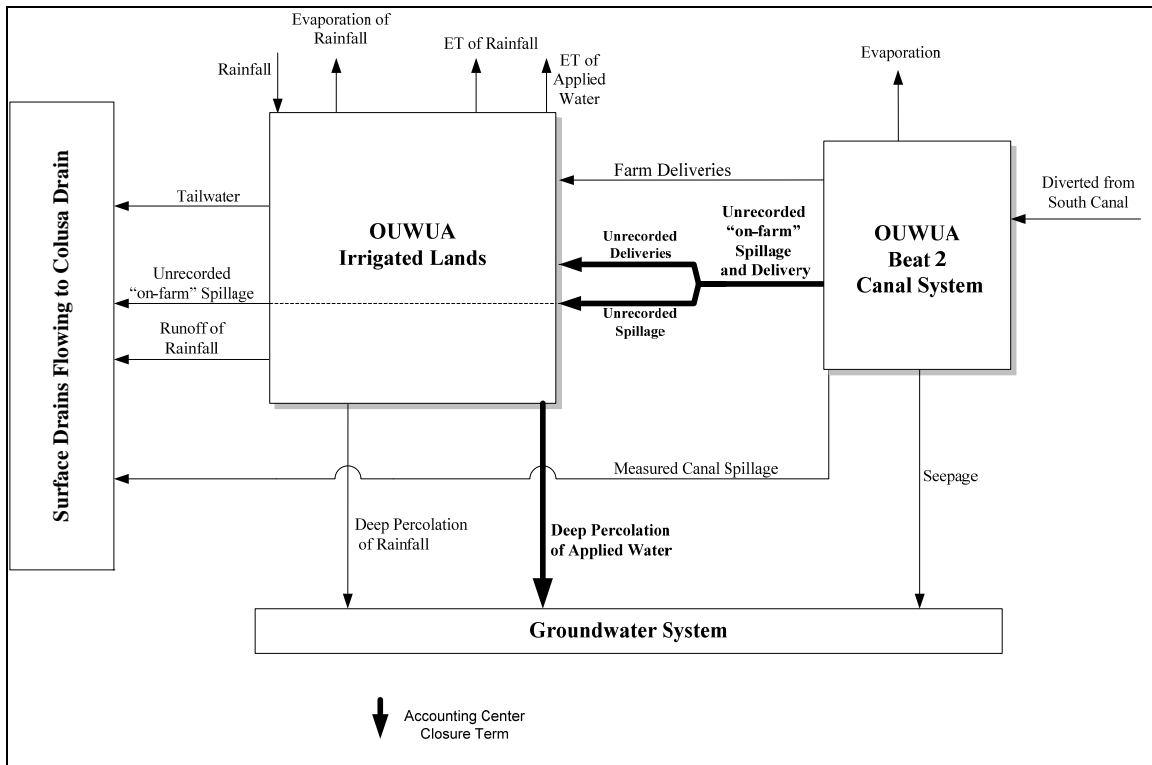 Evaporation of
Rainfall
ET of Rainfall
ET of
Applied
Water
Rainfall
Evaporation
Surface Drains Flowing to Colusa Drain
Tailwater
Unrecorded
“on-farm” Spillage
Runoff of
Rainfall
OUWUA
Irrigated Lands
Farm Deliveries
Unrecorded
Deliveries
Unrecorded
Spillage
Unrecorded
“on-farm”
Spillage
and Delivery
OUWUA
Beat 2
Canal System
Diverted from
South Canal
Measured Canal Spillage
Seepage
Deep Percolation
of Rainfall
Deep Percolation
of Applied Water
Groundwater System
Accounting Center
Closure Term